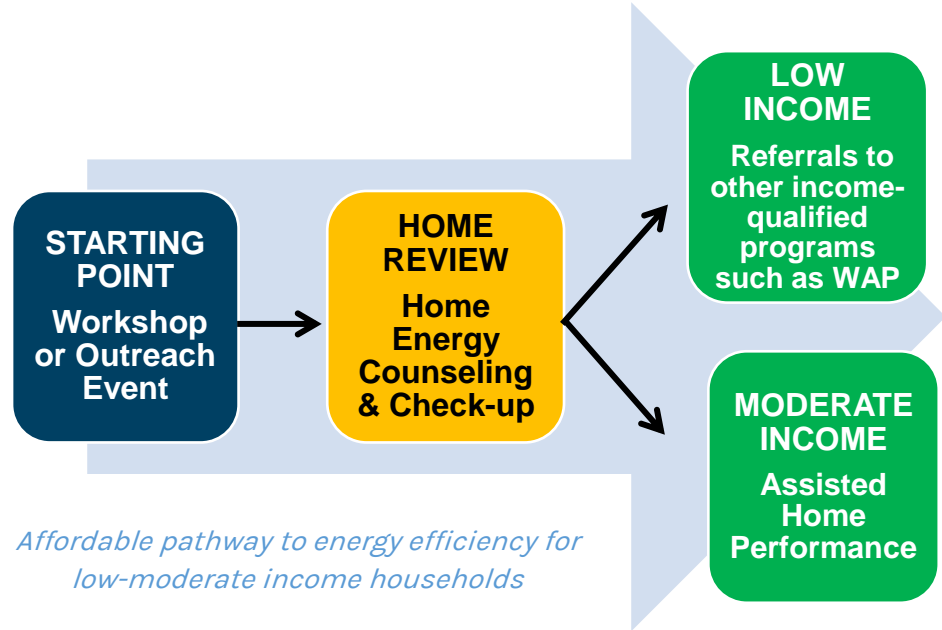 STARTING
POINT
Workshop
or Outreach
Event
HOME
REVIEW
Home
Energy
Counseling
& Check-up
LOW
INCOME
Referrals to
other income-
qualified
programs
such as WAP
MODERATE
INCOME
Assisted
Home
Performance
Affordable pathway to energy efficiency for
low-moderate income households